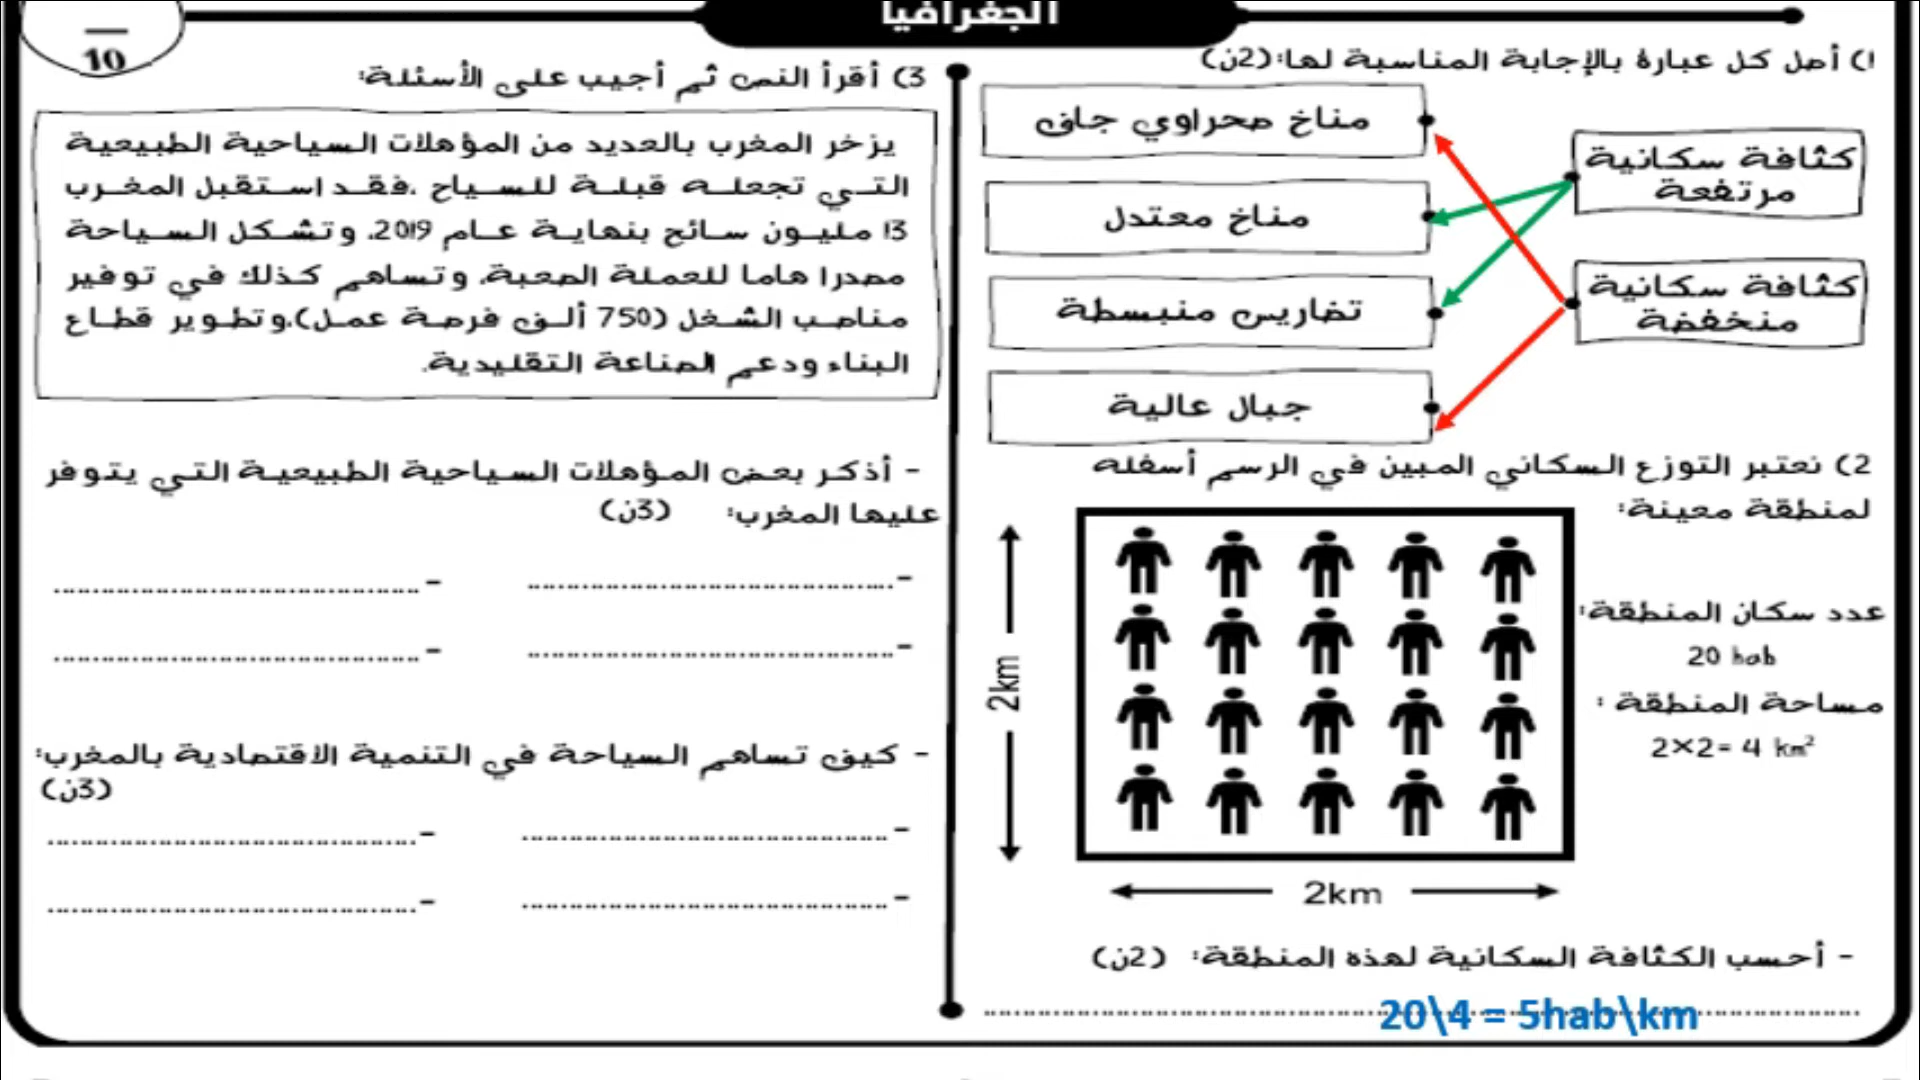 الجغرافيا
10
1) أصل كل عبارة بالإجابة المناسبة لها:(2ن)
كثافة سكانية
مرتفعة
كثافة سكانية
منخفضة
مناخ صحراوي جاف
مناخ معتدل
تضاريس منبسطة
جبال عالية
2) نعتبر التوزع السكاني المبين في الرسم أسفله
لمنطقة معينة:
عدد سكان المنطقة:
20 hab
مساحة المنطقة :
2×2= 4 km²
2km
2km
- أحسب الكثافة السكانية لهذه المنطقة: (2ن)
20\4 = 5hab\km
3) أقرأ النص ثم أجيب على الأسئلة:
يزخر المغرب بالعديد من المؤهلات السياحية الطبيعية
التي تجعله قبلة للسياح ،فقد استقبل المغرب
13 مليون سائح بنهاية عام 2019، وتشكل السياحة
مصدرا هاما للعملة الصعبة، وتساهم كذلك في توفير
مناصب الشغل (750 ألف فرصة عمل)،وتطوير قطاع
البناء ودعم الصناعة التقليدية.
- أذكر بعض المؤهلات السياحية الطبيعية التي يتوفر
عليها المغرب: (3ن)
- كيف تساهم السياحة في التنمية الاقتصادية بالمغرب:
(3ن)